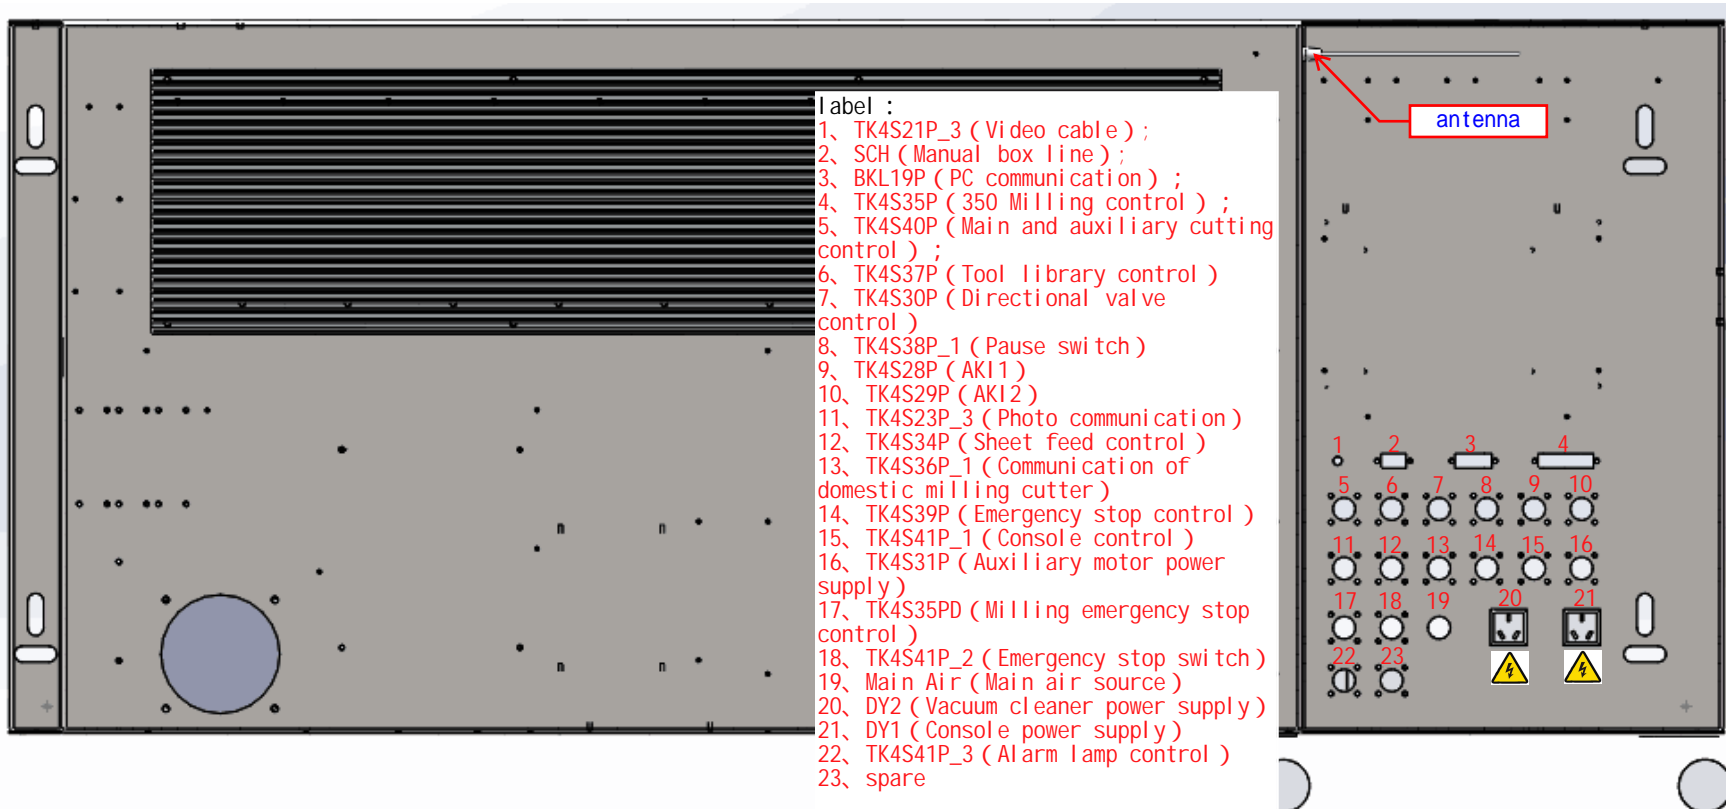 label：
1、TK4S21P_3（Video cable）;
2、SCH（Manual box line）;
3、BKL19P（PC communication）;
4、TK4S35P（350 Milling control）;
5、TK4S40P（Main and auxiliary cutting
control）;
6、TK4S37P（Tool library control）
7、TK4S30P（Directional valve
control）
8、TK4S38P_1（Pause switch）
9、TK4S28P（AKI1）
10、TK4S29P（AKI2）
11、TK4S23P_3（Photo communication）
12、TK4S34P（Sheet feed control）
13、TK4S36P_1（Communication of
domestic milling cutter）
14、TK4S39P（Emergency stop control）
15、TK4S41P_1（Console control）
16、TK4S31P（Auxiliary motor power
supply）
17、TK4S35PD（Milling emergency stop
control）
18、TK4S41P_2（Emergency stop switch）
19、Main Air（Main air source）
20、DY2（Vacuum cleaner power supply）
21、DY1（Console power supply）
22、TK4S41P_3（Alarm lamp control）
23、spare
antenna
1 2 3 4
5 6 7 8 9 10
11 12 13 14 15 16
17 18 19 20 21
22 23